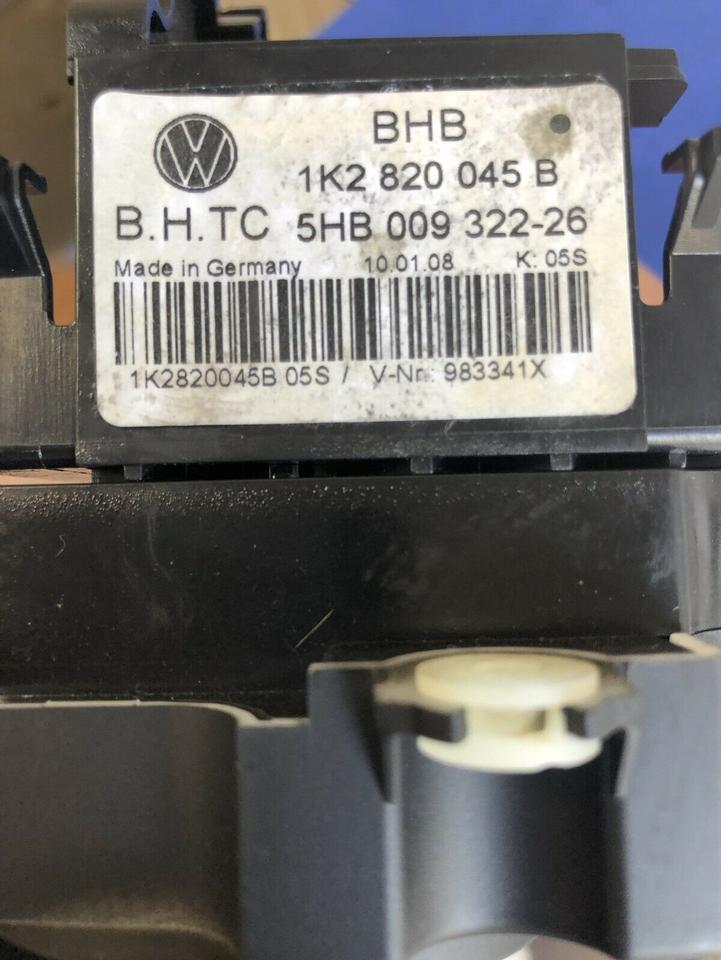 BHB
1K2 820 045 B
B.H.TC 5HB 009 322-26
Made in Germany 10.01.08 K: 05S
1K2820045B 05S / V-Nr.: 983341X